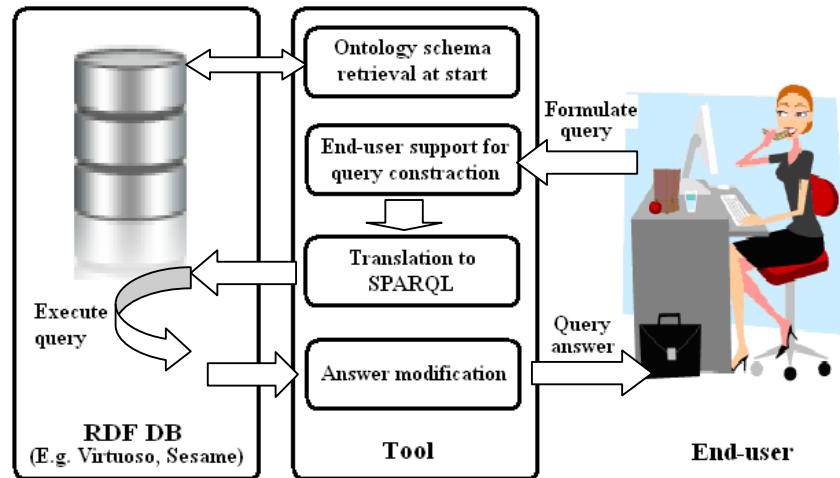 Ontology schema
retrieval at start
Formulate
query
End-user support for
query constraction
Translation to
SPARQL
Execute
query
Query
answer
Answer modification
RDF DB
(E.g. Virtuoso, Sesame)
Tool
End-user